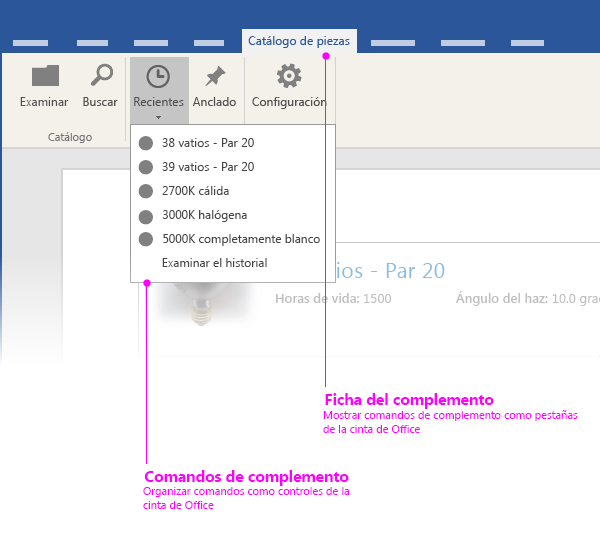 Catálogo de piezas
Examinar Buscar Recientes Anclado Configuración
Catálogo
38 vatios - Par 20
39 vatios - Par 20
2700K cálida
3000K halógena
5000K completamente blanco
Examinar el historial
ios - Par 20
Horas de vida: 1500 Ángulo del haz: 10.0 grad
Ficha del complemento
Mostrar comandos de complemento como pestañas
de la cinta de Office
Comandos de complemento
Organizar comandos como controles de la
cinta de Office